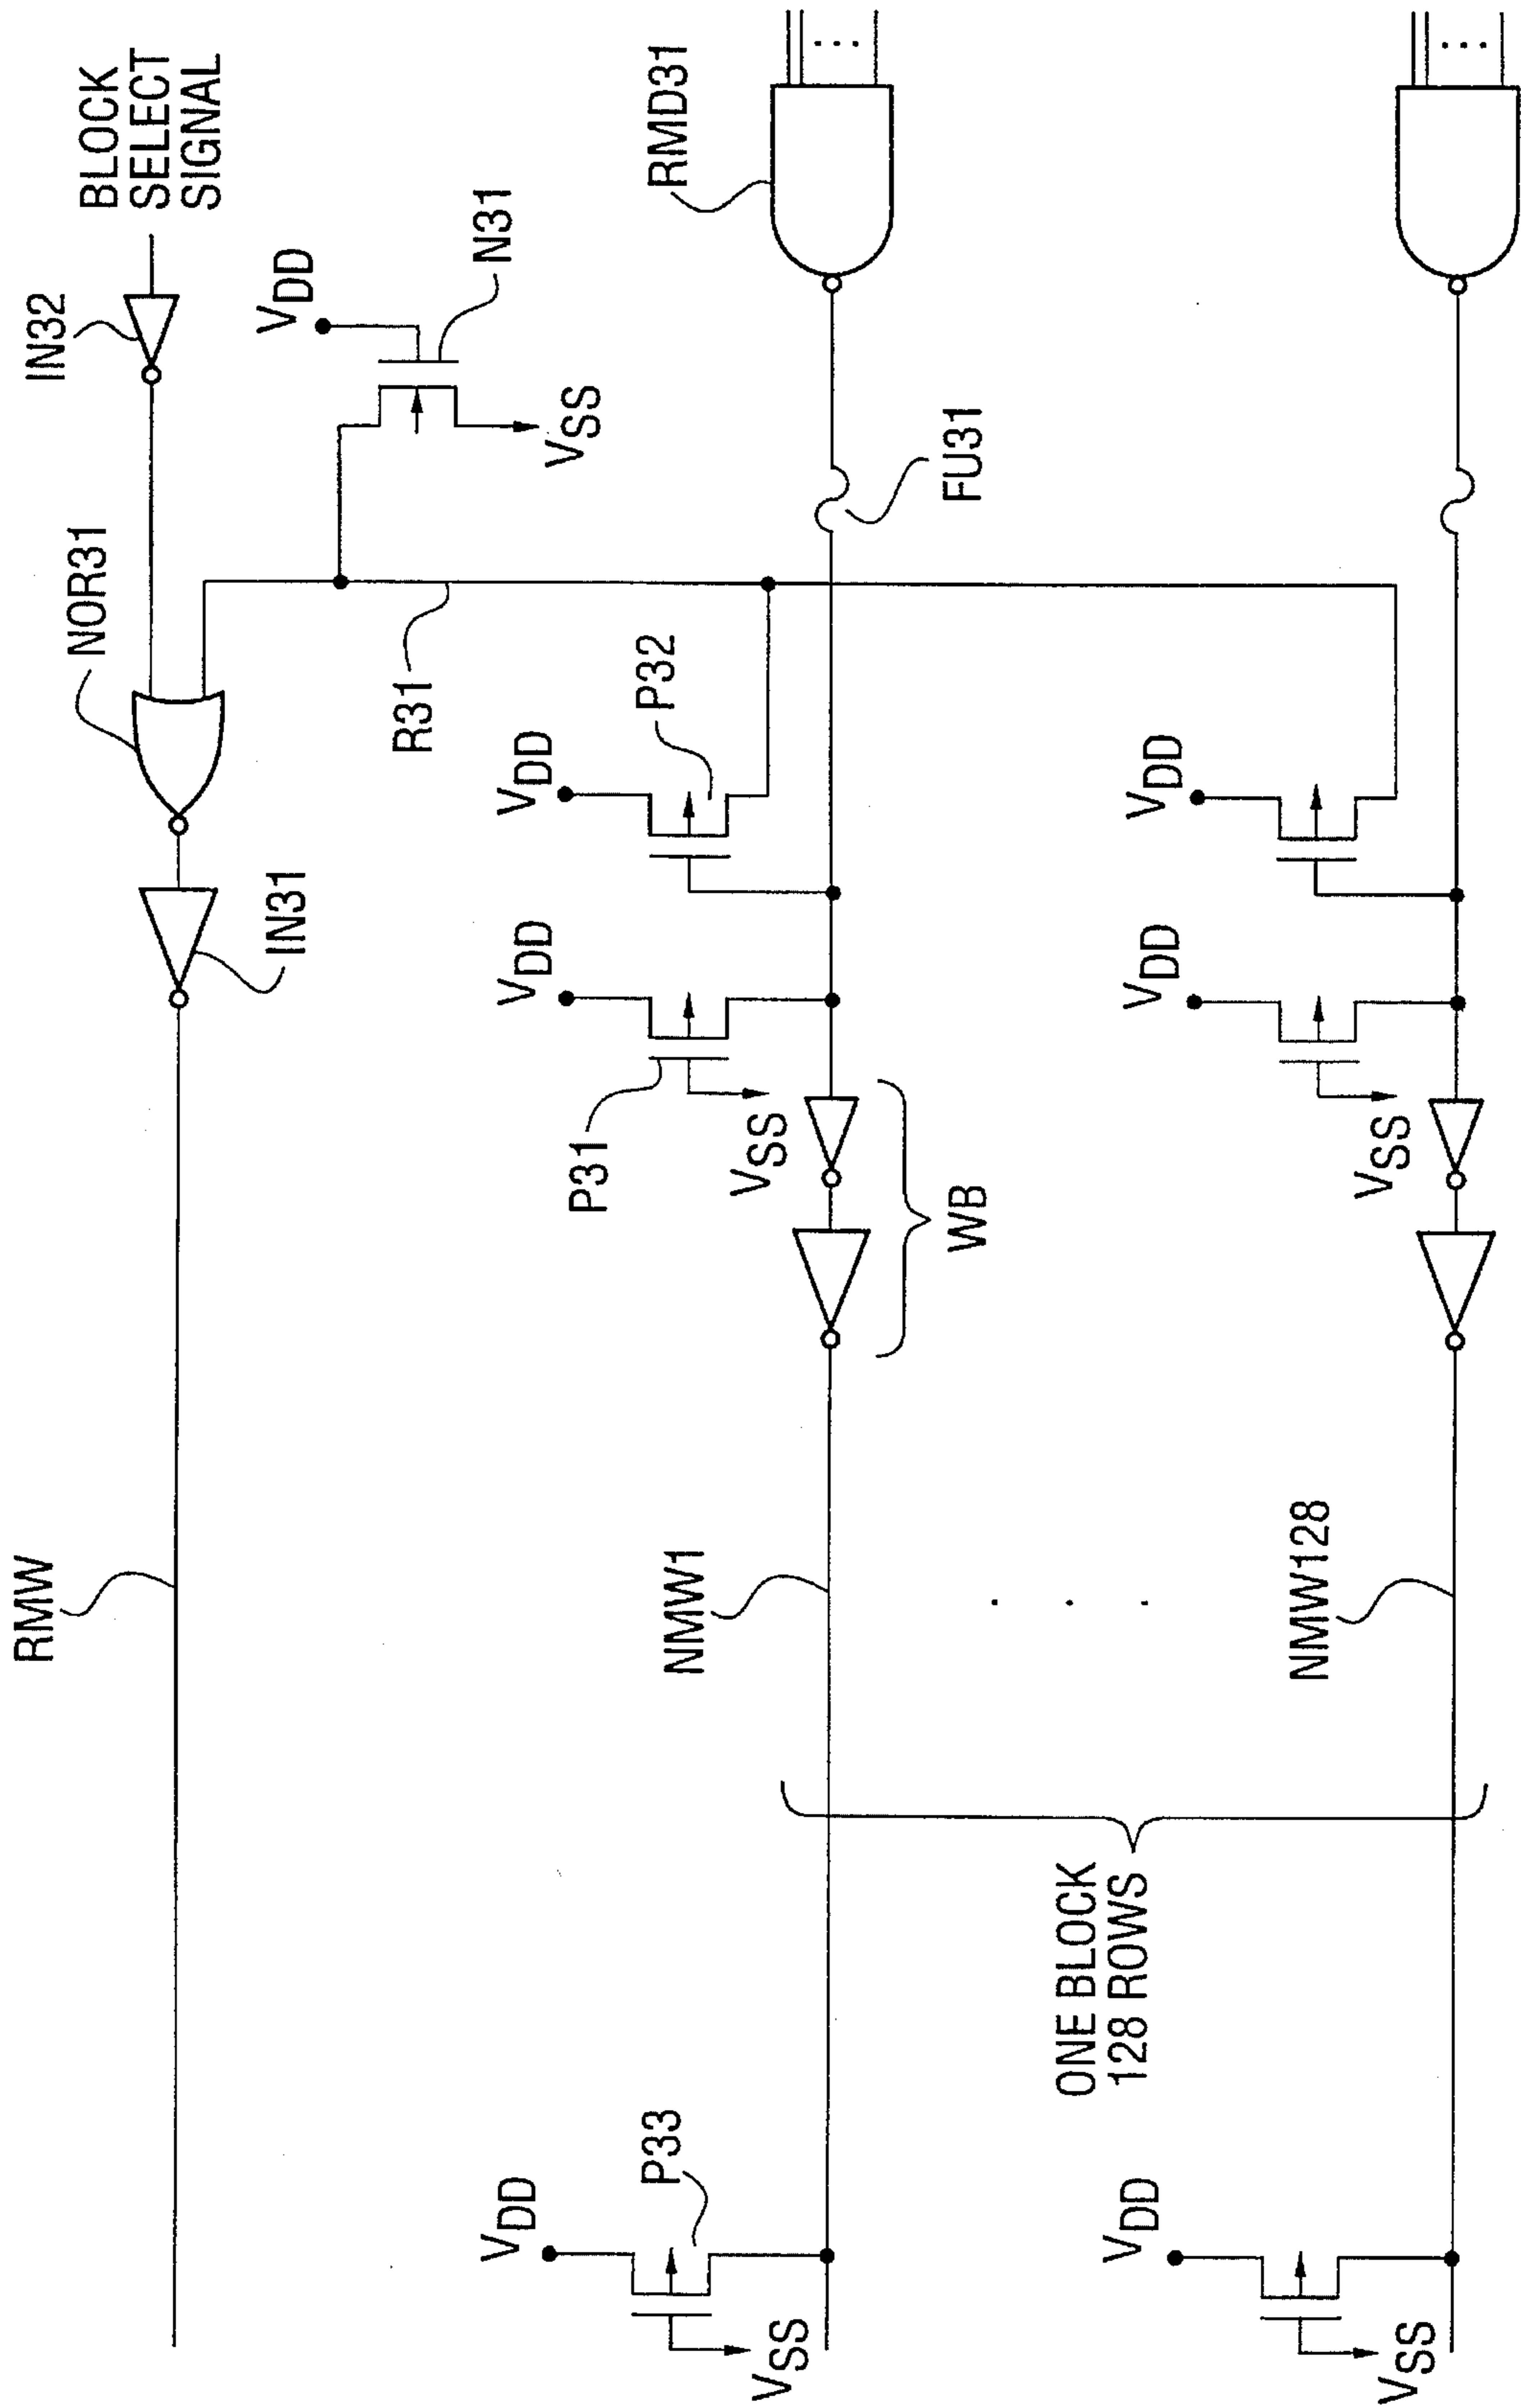 BLOCK
SELECT
SIGNAL
IN32
NOR31
IN31
RMW
VDD
N31
VSS
R31
RMD31
FU31
VDD
P32
VDD
P31
VSS
WB
NMW1
VDD
P33
VSS
ONE BLOCK
128 ROWS
VDD
VDD
VSS
NMW128
VDD
VSS